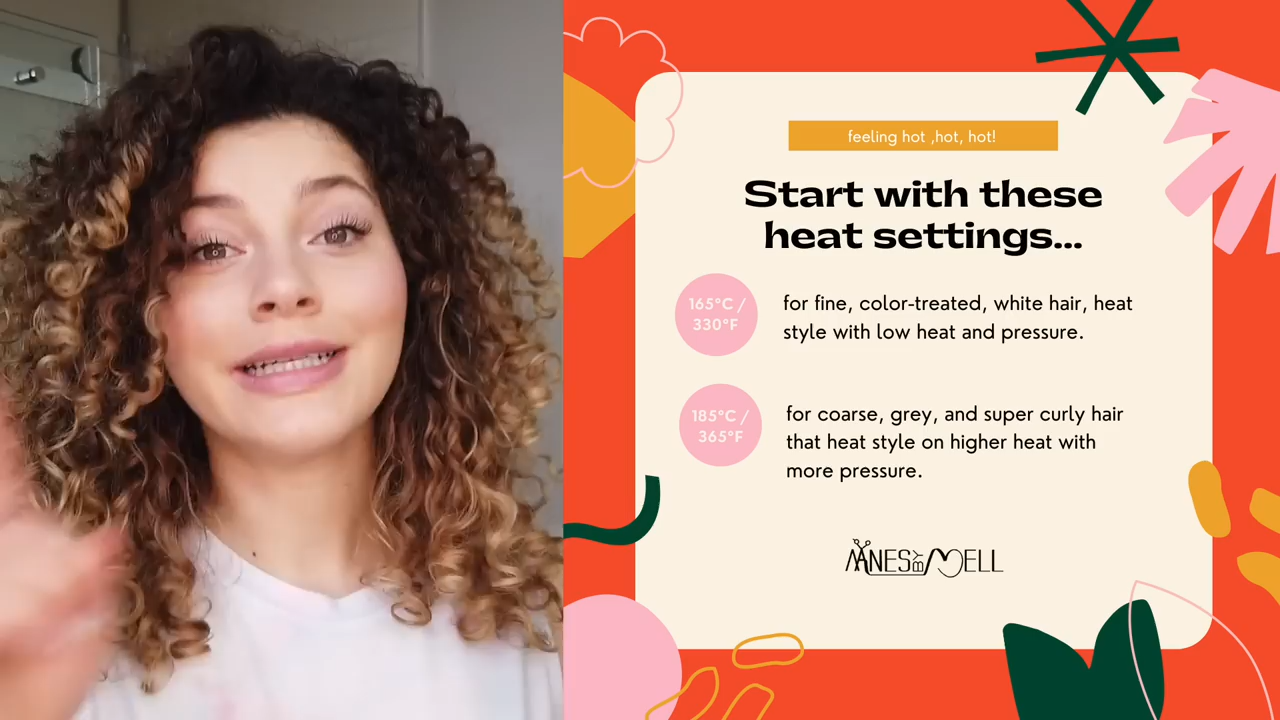 feeling hot ,hot, hot!
Start with these
heat settings...
165°C /
330°F
for fine, color-treated, white hair, heat
style with low heat and pressure.
185°C /
365°F
for coarse, grey, and super curly hair
that heat style on higher heat with
more pressure.
MANES BY MELL